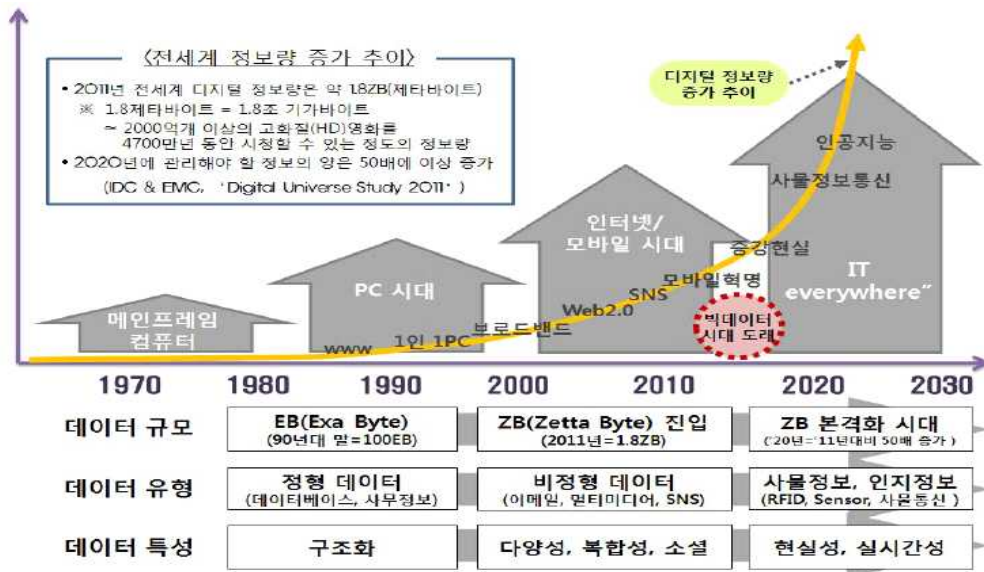 〈전세계 정보량 증가 추이〉
• 2011년 전세계 디지털 정보량은 약 1.8ZB(제타바이트)
※ 1.8제타바이트 = 1.8조 기가바이트
~ 2000억개 이상의 고화질(HD)영화를
4700만년 동안 시청할 수 있는 정도의 정보량
• 2020년에 관리해야 할 정보의 양은 50배에 이상 증가
(IDC & EMC, 'Digital Universe Study 2011')
디지털 정보량
증가 추이
인공지능
사물정보통신
증강현실
IT
everywhere”
인터넷/
모바일 시대
모바일혁명
SNS
Web2.0
빅데이터
시대 도래
PC 시대
브로드밴드
1인 1PC
www
메인프레임
컴퓨터
1970 1980 1990 2000 2010 2020 2030
데이터 규모
EB(Exa Byte)
(90년대 말=100EB)
ZB(Zetta Byte) 진입
(2011년=1.8ZB)
ZB 본격화 시대
('20년='11년대비 50배 증가)
데이터 유형
정형 데이터
(데이터베이스, 사무정보)
비정형 데이터
(이메일, 멀티미디어, SNS)
사물정보, 인지정보
(RFID, Sensor, 사물통신)
데이터 특성
구조화
다양성, 복합성, 소셜
현실성, 실시간성